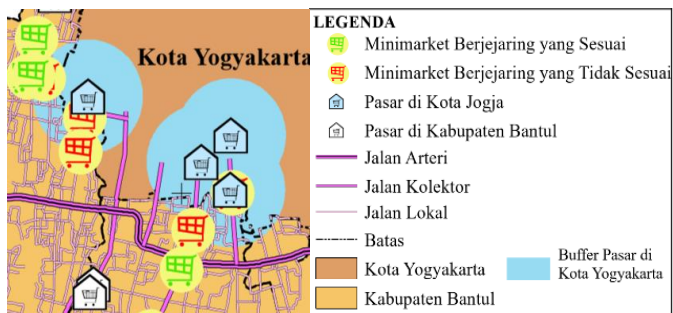 Kota Yogyakarta
LEGENDA
Minimarket Berjejaring yang Sesuai
Minimarket Berjejaring yang Tidak Sesuai
Pasar di Kota Jogja
Pasar di Kabupaten Bantul
Jalan Arteri
Jalan Kolektor
Jalan Lokal
Batas
Kota Yogyakarta
Buffer Pasar di
Kota Yogyakarta
Kabupaten Bantul